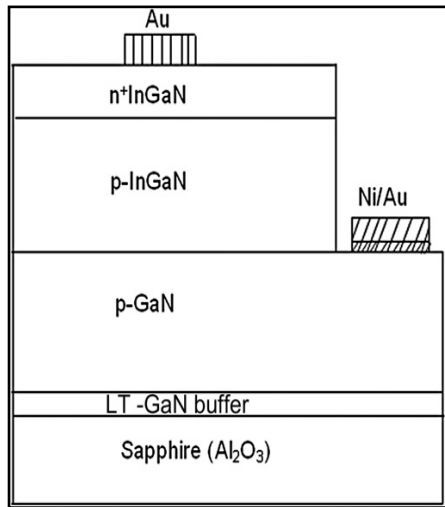 Au
n⁺InGaN
p-InGaN
Ni/Au
p-GaN
LT -GaN buffer
Sapphire (Al₂O₃)